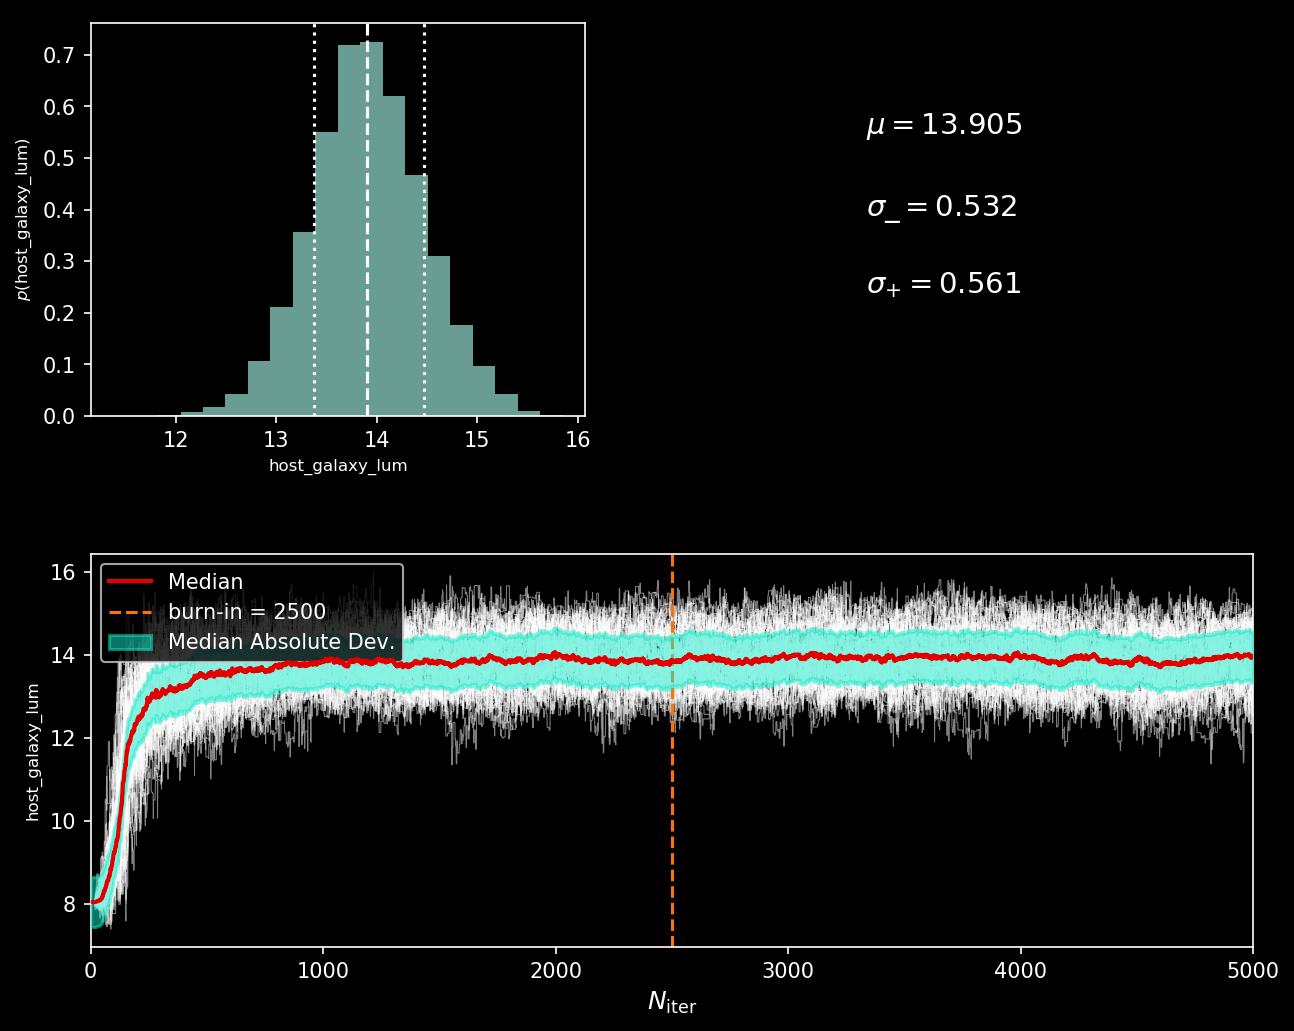 0.7
0.6
0.5
0.4
0.3
0.2
0.1
0.0
p(host_galaxy_lum)
12 13 14 15 16
host_galaxy_lum
μ = 13.905
σ₋ = 0.532
σ₊ = 0.561
16
14
12
10
8
host_galaxy_lum
Median
burn-in = 2500
Median Absolute Dev.
0 1000 2000 3000 4000 5000
N_iter